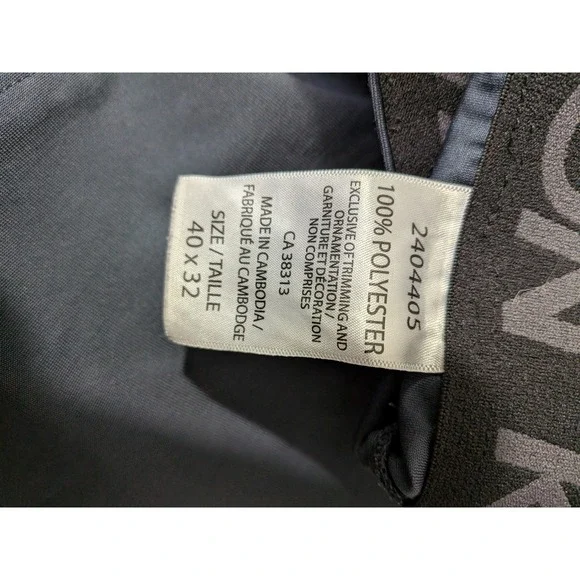 2404405
100% POLYESTER
EXCLUSIVE OF TRIMMING AND
ORNAMENTATION /
GARNITURE ET DÉCORATION
NON COMPRISES
CA 38313
MADE IN CAMBODIA /
FABRIQUÉ AU CAMBODGE
SIZE / TAILLE
40 X 32